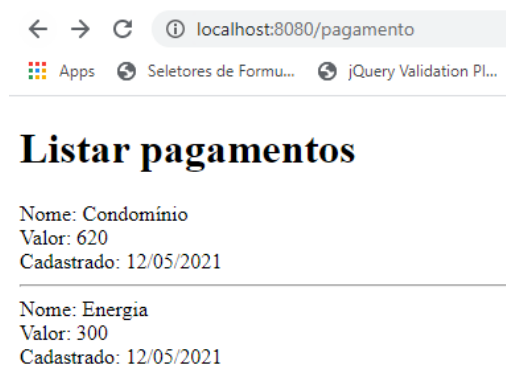 localhost:8080/pagamento
Apps Seletores de Formu... jQuery Validation Pl...
Listar pagamentos
Nome: Condomínio
Valor: 620
Cadastrado: 12/05/2021
Nome: Energia
Valor: 300
Cadastrado: 12/05/2021